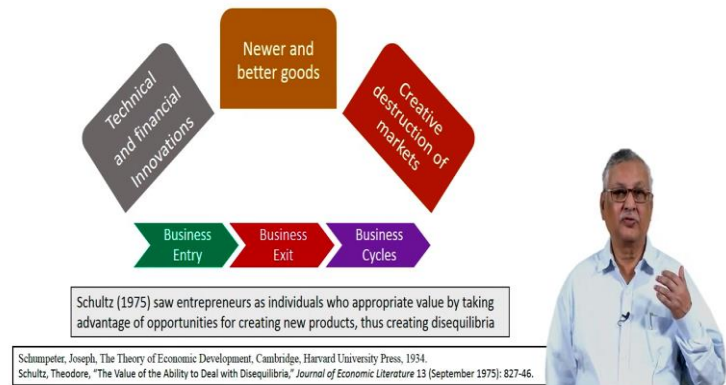 Technical
and financial
Innovations
Newer and
better goods
Creative
destruction of
markets
Business
Entry
Business
Exit
Business
Cycles
Schultz (1975) saw entrepreneurs as individuals who appropriate value by taking
advantage of opportunities for creating new products, thus creating disequilibria
Schumpeter, Joseph, The Theory of Economic Development, Cambridge, Harvard University Press, 1934.
Schultz, Theodore, "The Value of the Ability to Deal with Disequilibria," Journal of Economic Literature 13 (September 1975): 827-46.